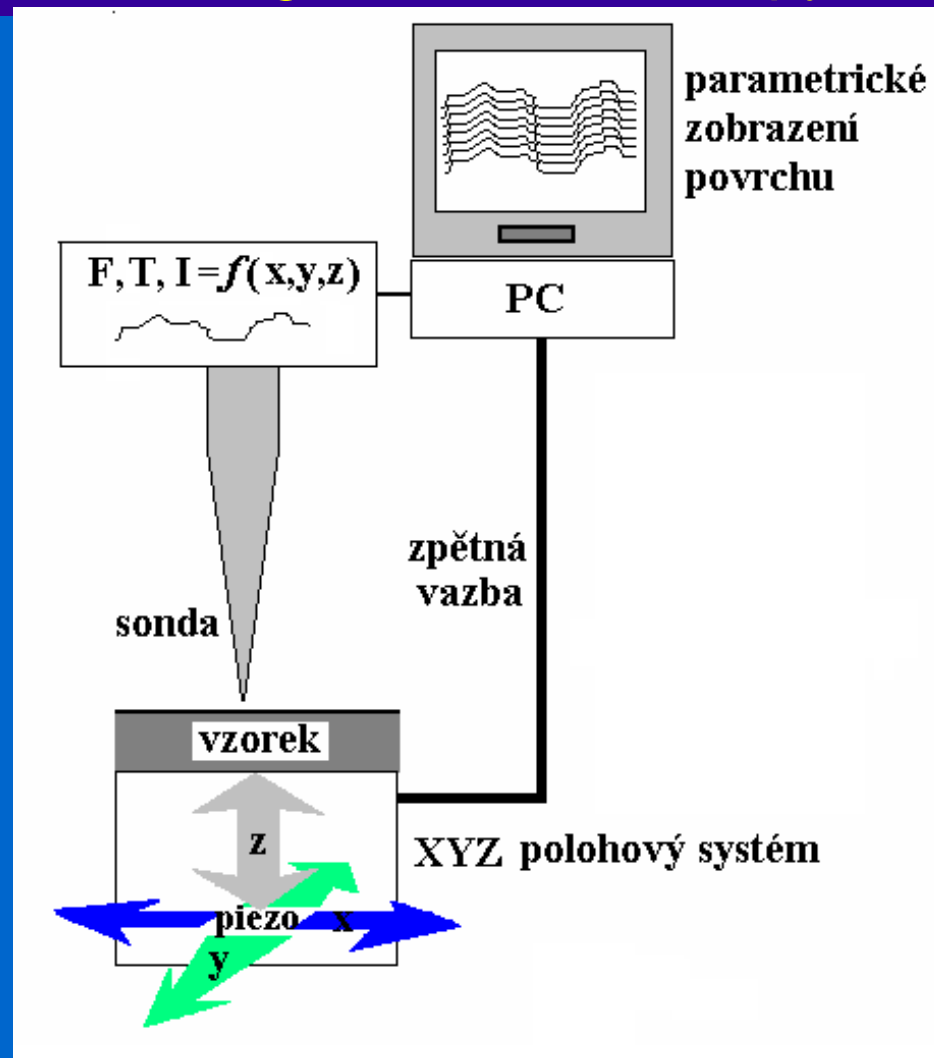 parametrické
zobrazení
povrchu
F, T, I=f(x,y,z)
PC
zpětná
vazba
sonda
vzorek
z
XYZ polohový systém
piezo x
y